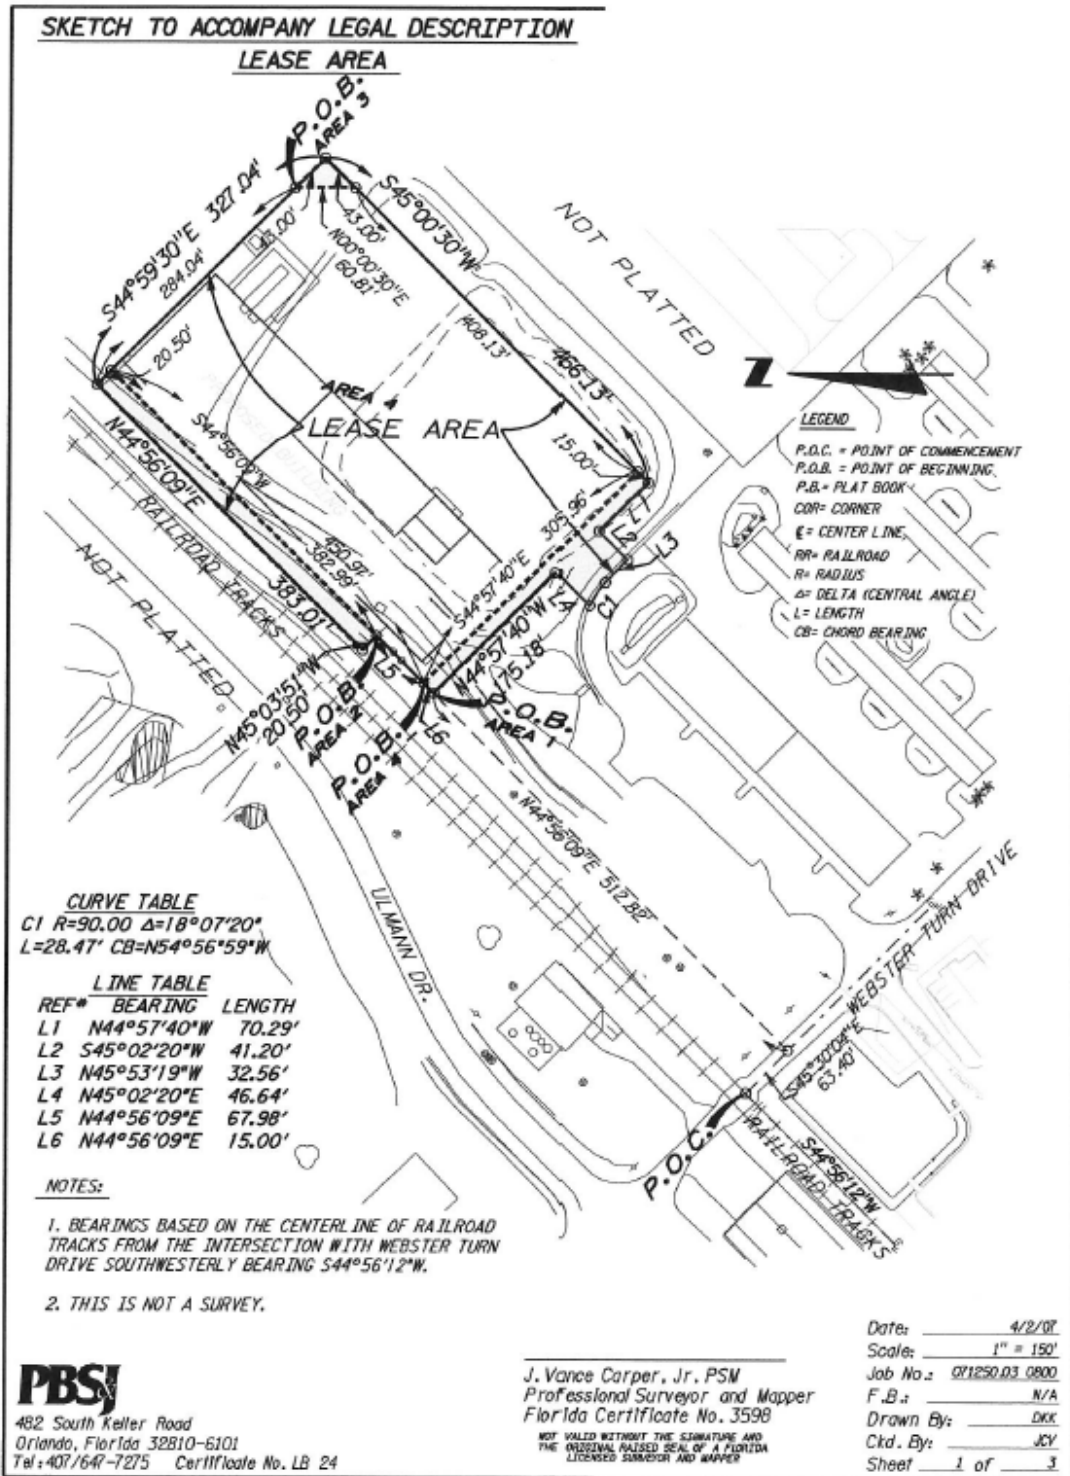 SKETCH TO ACCOMPANY LEGAL DESCRIPTION
LEASE AREA
P.O.B.
AREA 3
S44°59'30"E 327.04'
284.04'
43.00'
43.00'
N00°00'30"E
60.81'
S45°00'30"W
466.13'
(408.13'
NOT PLATTED
20.50'
15.00'
AREA 4
LEASE AREA
S44°56'09"W
450.97'
382.99'
N44°56'09"E
383.01'
RAILROAD TRACKS
NOT PLATTED
305.96'
S44°57'40"E
N44°57'40"W
175.18'
L1
L2
L3
L4
C1
L5
L6
N45°03'51"W
20.50'
P.O.B.
AREA 2
P.O.B.
AREA 4
P.O.B.
AREA 1
Z
LEGEND
P.O.C. = POINT OF COMMENCEMENT
P.O.B. = POINT OF BEGINNING
P.B.= PLAT BOOK
COR= CORNER
℄= CENTER LINE
RR= RAILROAD
R= RADIUS
Δ= DELTA (CENTRAL ANGLE)
L= LENGTH
CB= CHORD BEARING
N44°56'09"E 512.82'
ULMANN DR.
WEBSTER TURN DRIVE
S45°30'04"E
63.40'
P.O.C.
S44°56'12"W
RAILROAD TRACKS
CURVE TABLE
C1 R=90.00 Δ=18°07'20"
L=28.47' CB=N54°56'59"W
LINE TABLE
REF# BEARING LENGTH
L1 N44°57'40"W 70.29'
L2 S45°02'20"W 41.20'
L3 N45°53'19"W 32.56'
L4 N45°02'20"E 46.64'
L5 N44°56'09"E 67.98'
L6 N44°56'09"E 15.00'
NOTES:
1. BEARINGS BASED ON THE CENTERLINE OF RAILROAD
TRACKS FROM THE INTERSECTION WITH WEBSTER TURN
DRIVE SOUTHWESTERLY BEARING S44°56'12"W.
2. THIS IS NOT A SURVEY.
PBSJ
482 South Keller Road
Orlando, Florida 32810-6101
Tel: 407/647-7275 Certificate No. LB 24
J. Vance Carper, Jr. PSM
Professional Surveyor and Mapper
Florida Certificate No. 3598
NOT VALID WITHOUT THE SIGNATURE AND
THE ORIGINAL RAISED SEAL OF A FLORIDA
LICENSED SURVEYOR AND MAPPER
Date: 4/2/07
Scale: 1" = 150'
Job No.: 071250.03 0800
F.B.: N/A
Drawn By: DKK
Ckd. By: JCV
Sheet 1 of 3